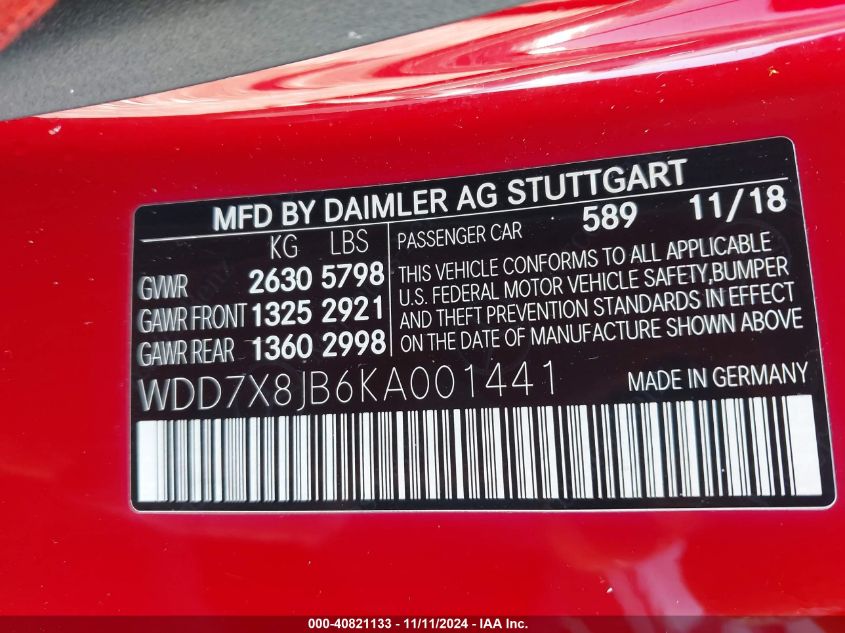 MFD BY DAIMLER AG STUTTGART
KG LBS
GVWR 2630 5798
GAWR FRONT 1325 2921
GAWR REAR 1360 2998
PASSENGER CAR 589 11/18
THIS VEHICLE CONFORMS TO ALL APPLICABLE
U.S. FEDERAL MOTOR VEHICLE SAFETY,BUMPER
AND THEFT PREVENTION STANDARDS IN EFFECT
ON THE DATE OF MANUFACTURE SHOWN ABOVE
WDD7X8JB6KA001441 MADE IN GERMANY
000-40821133 - 11/11/2024 - IAA Inc.